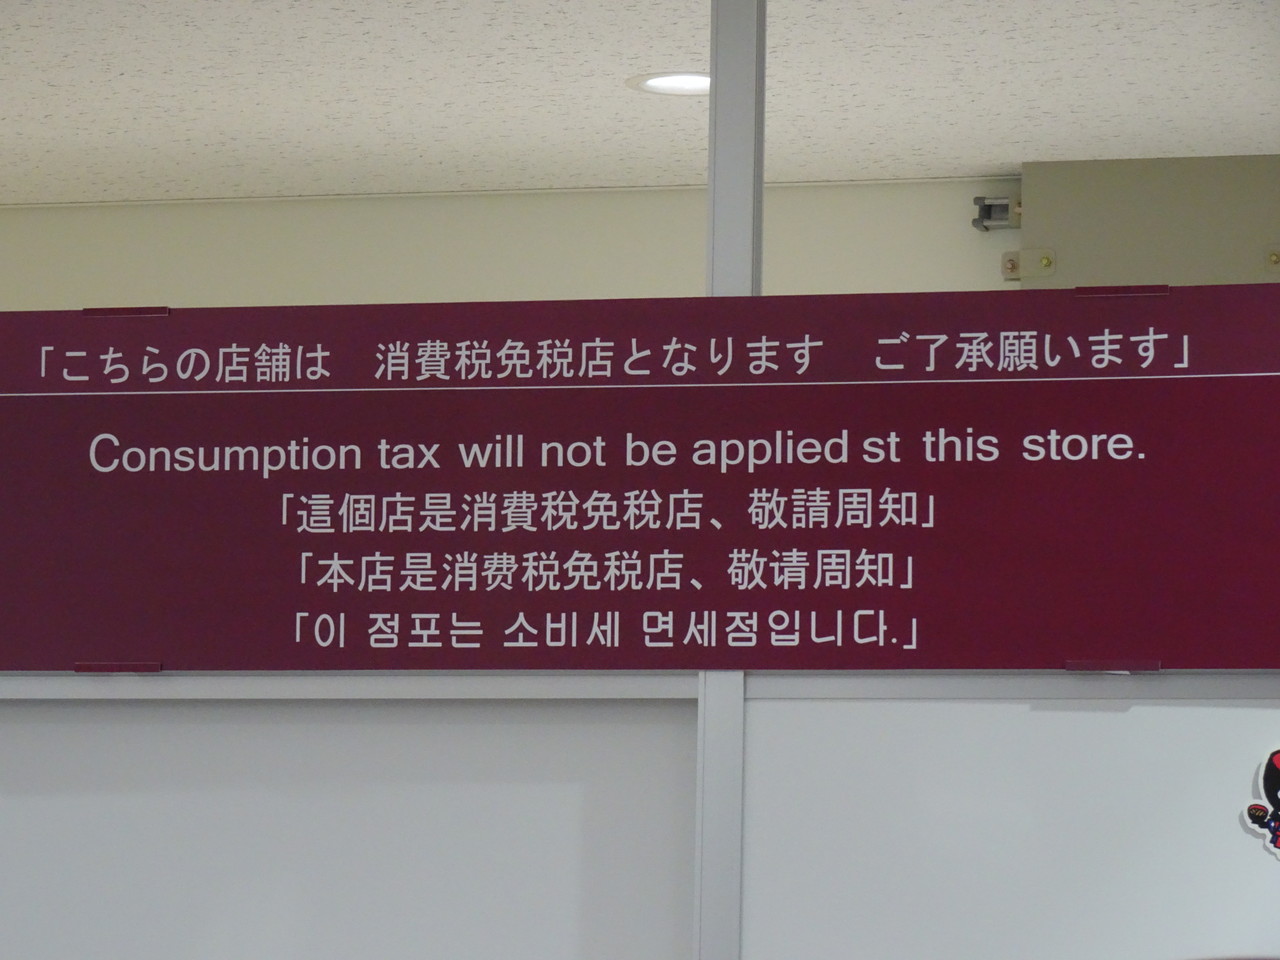 「こちらの店舗は　消費税免税店となります　ご了承願います」
Consumption tax will not be applied st this store.
「這個店是消費稅免稅店、敬請周知」
「本店是消费税免税店、敬请周知」
「이 점포는 소비세 면세점입니다.」